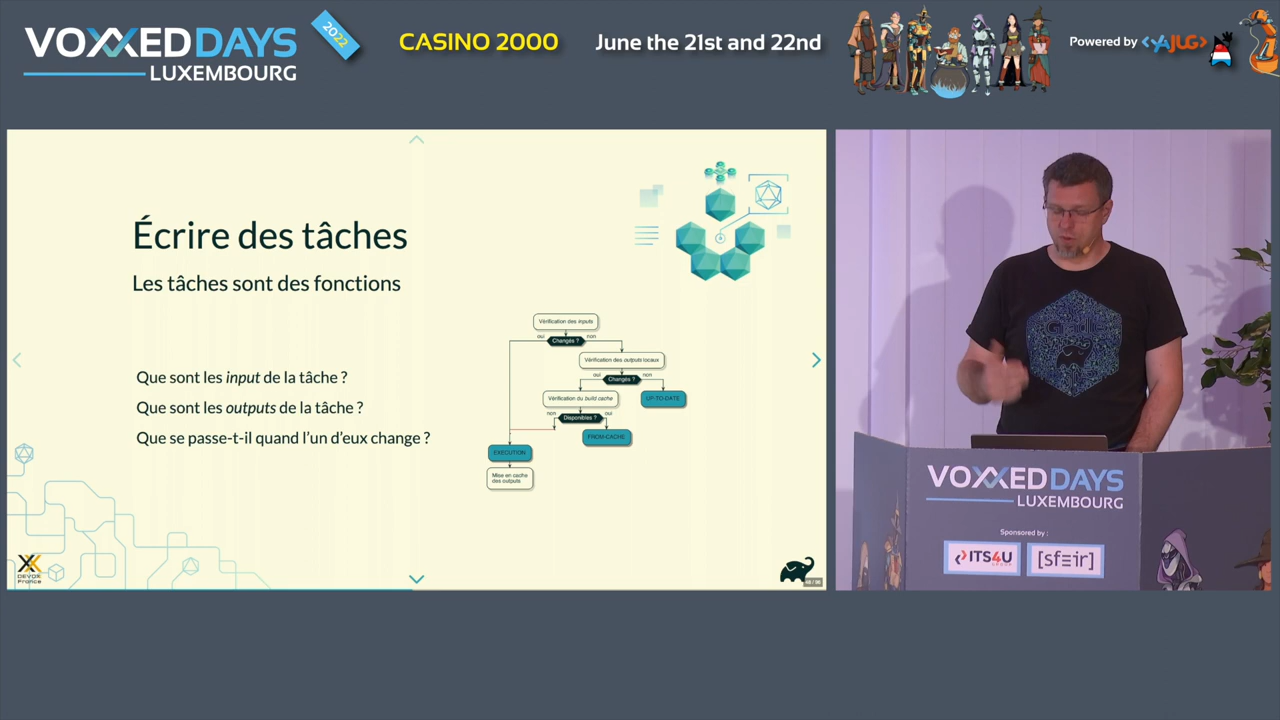 VOXXEDDAYS
LUXEMBOURG
2022
CASINO 2000
June the 21st and 22nd
Powered by <YAJUG>
Écrire des tâches
Les tâches sont des fonctions
Que sont les input de la tâche ?
Que sont les outputs de la tâche ?
Que se passe-t-il quand l'un d'eux change ?
Vérification des inputs
oui
Changés ?
non
Vérification des outputs locaux
oui
Changés ?
non
Vérification du build cache
UP-TO-DATE
non
Disponibles ?
oui
FROM-CACHE
EXECUTION
Mise en cache
des outputs
DEVOXX
France
VOXXEDDAYS
LUXEMBOURG
Sponsored by :
ITS4U
GROUP
[sfeir]